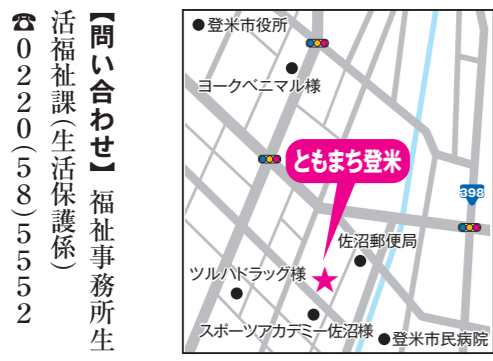 【問い合わせ】福祉事務所生
活福祉課(生活保護係)
☎0220(58)5552
登米市役所
ヨークベニマル様
ともまち登米
398
佐沼郵便局
ツルハドラッグ様
スポーツアカデミー佐沼様
登米市民病院